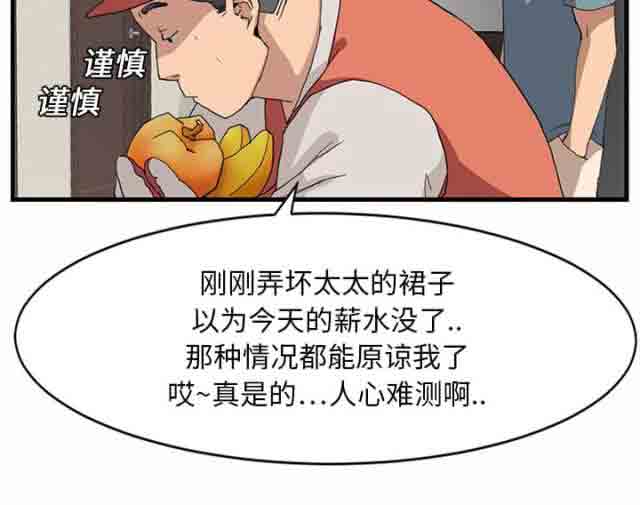 谨慎
谨慎
刚刚弄坏太太的裙子
以为今天的薪水没了..
那种情况都能原谅我了
哎~真是的...人心难测啊..